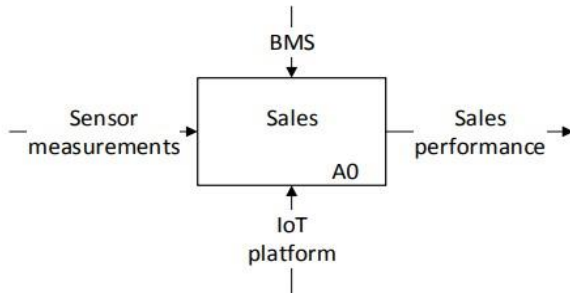 BMS
Sensor
measurements
Sales
A0
Sales
performance
IoT
platform